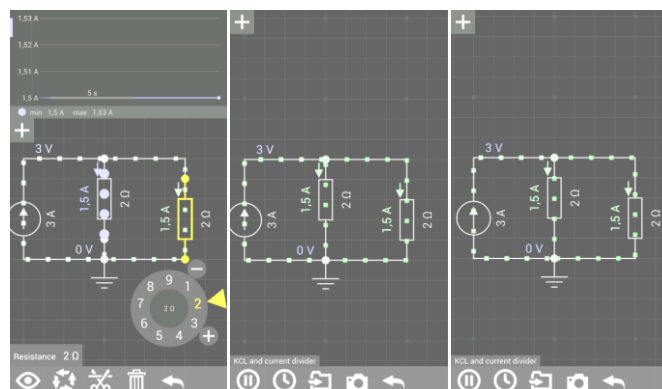 1,53 A
1,52 A
1,51 A
1,5 A
5 s
min 1,5 A max 1,53 A
+
3 V
1,5 A
2 Ω
1,5 A
2 Ω
3 A
0 V
−
9
8
1
7
2 Ω
2
6
3
5
4
+
Resistance 2 Ω
+
3 V
1,5 A
2 Ω
1,5 A
2 Ω
3 A
0 V
KCL and current divider
+
3 V
1,5 A
2 Ω
1,5 A
2 Ω
3 A
0 V
KCL and current divider